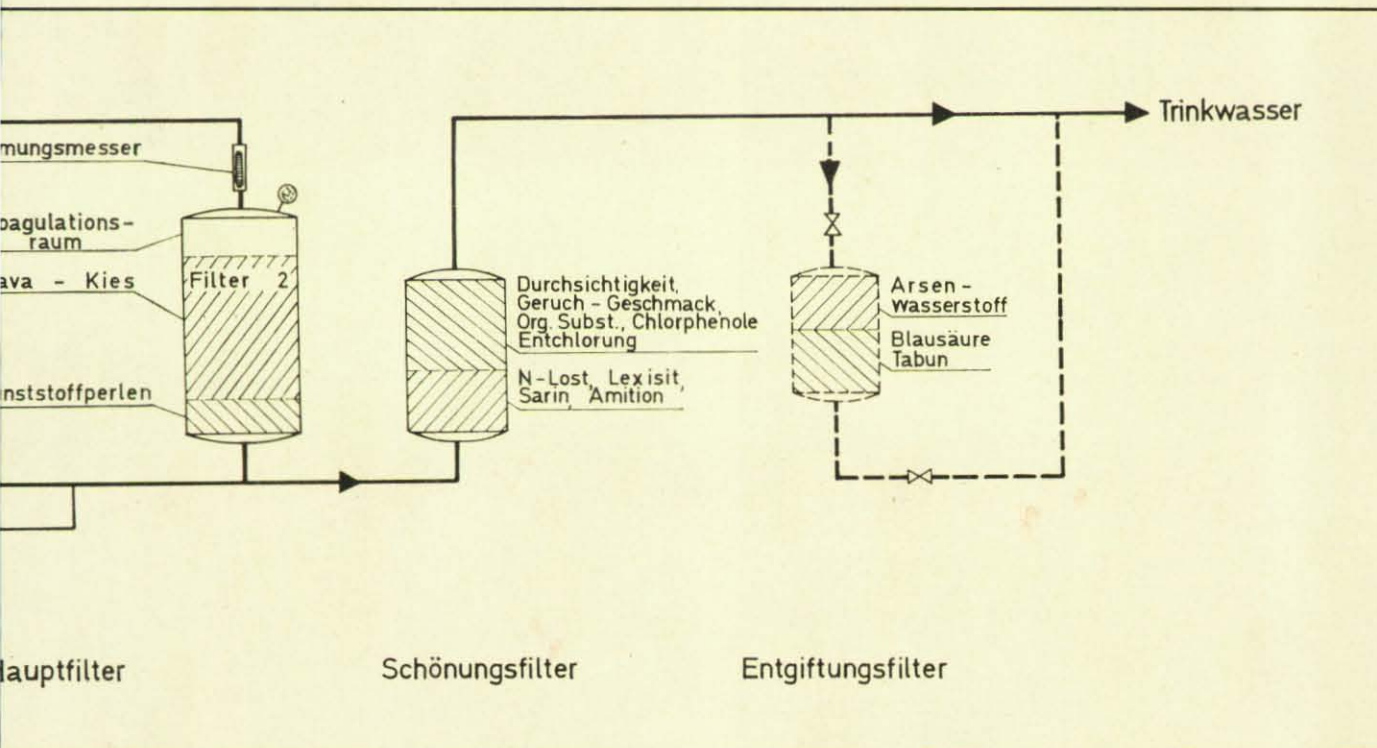 mungsmesser
oagulations-
raum
ava - Kies
Filter 2
nststoffperlen
Durchsichtigkeit,
Geruch - Geschmack,
Org. Subst., Chlorphenole
Entchlorung
N-Lost, Lexisit,
Sarin, Amition
Arsen-
Wasserstoff
Blausäure
Tabun
Trinkwasser
auptfilter
Schönungsfilter
Entgiftungsfilter